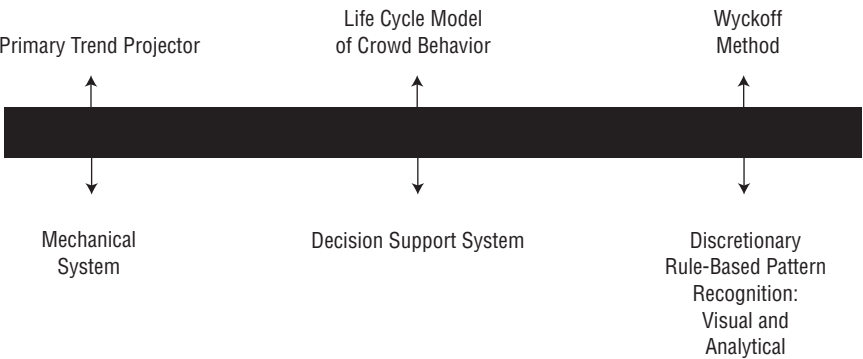 Primary Trend Projector
Life Cycle Model
of Crowd Behavior
Wyckoff
Method
Mechanical
System
Decision Support System
Discretionary
Rule-Based Pattern
Recognition:
Visual and
Analytical